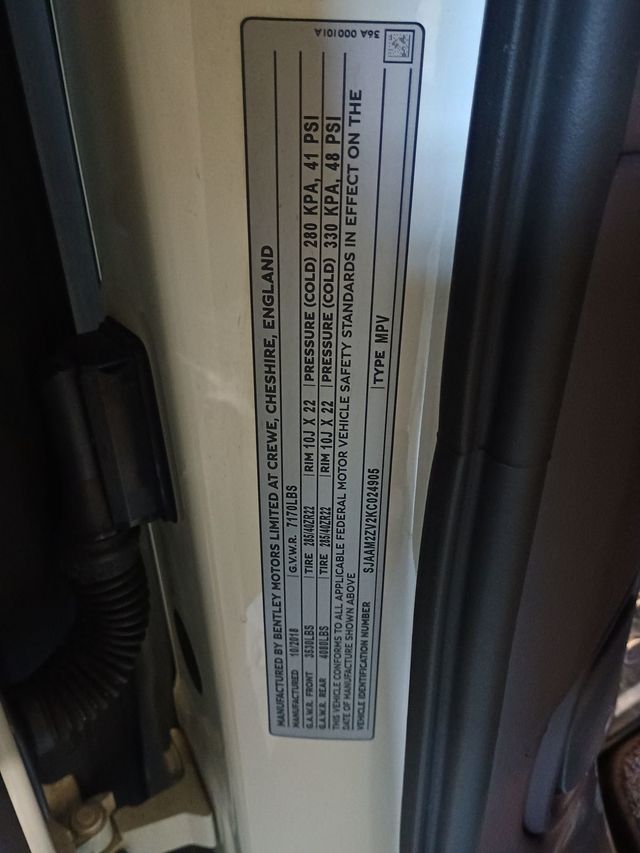 36A 000101A
MANUFACTURED BY BENTLEY MOTORS LIMITED AT CREWE, CHESHIRE, ENGLAND
MANUFACTURED 10/2018 G.V.W.R. 7170LBS
G.A.W.R. FRONT 3530LBS TIRE 285/40ZR22 RIM 10J X 22 PRESSURE (COLD) 280 KPA, 41 PSI
G.A.W.R. REAR 4080LBS TIRE 285/40ZR22 RIM 10J X 22 PRESSURE (COLD) 330 KPA, 48 PSI
THIS VEHICLE CONFORMS TO ALL APPLICABLE FEDERAL MOTOR VEHICLE SAFETY STANDARDS IN EFFECT ON THE
DATE OF MANUFACTURE SHOWN ABOVE
VEHICLE IDENTIFICATION NUMBER SJAAM2ZV2KC024905 TYPE MPV